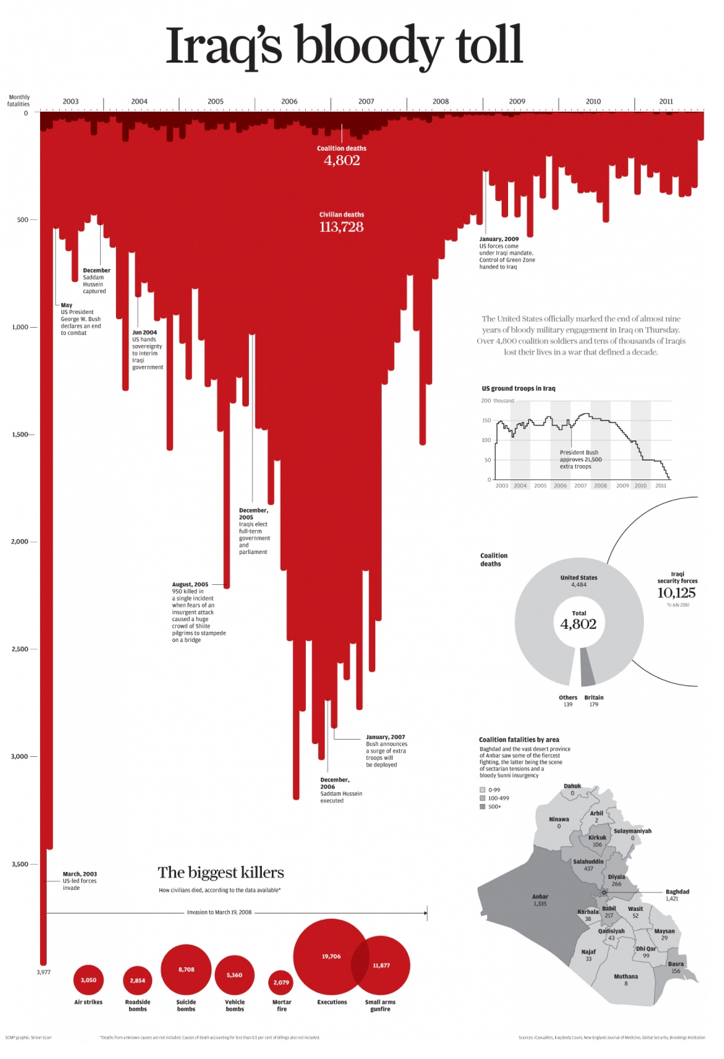 Iraq's bloody toll
Monthly
fatalities
2003
2004
2005
2006
2007
2008
2009
2010
2011
0
500
1,000
1,500
2,000
2,500
3,000
3,500
Coalition deaths
4,802
Civilian deaths
113,728
December
Saddam
Hussein
captured
May
US President
George W. Bush
declares an end
to combat
Jun 2004
US hands
sovereignty
to interim
Iraqi
government
January, 2009
US forces come
under Iraqi mandate.
Control of Green Zone
handed to Iraq
The United States officially marked the end of almost nine
years of bloody military engagement in Iraq on Thursday.
Over 4,800 coalition soldiers and tens of thousands of Iraqis
lost their lives in a war that defined a decade.
US ground troops in Iraq
200 thousand
150
100
50
0
President Bush
approves 21,500
extra troops
2003
2004
2005
2006
2007
2008
2009
2010
2011
December,
2005
Iraqis elect
full-term
government
and
parliament
August, 2005
950 killed in
a single incident
when fears of an
insurgent attack
caused a huge
crowd of Shiite
pilgrims to stampede
on a bridge
Coalition
deaths
United States
4,484
Total
4,802
Others
139
Britain
179
Iraqi
security forces
10,125
January, 2007
Bush announces
a surge of extra
troops will
be deployed
December,
2006
Saddam Hussein
executed
March, 2003
US-led forces
invade
3,977
The biggest killers
How civilians died, according to the data available*
Invasion to March 19, 2008
3,050
Air strikes
2,854
Roadside
bombs
8,708
Suicide
bombs
5,360
Vehicle
bombs
2,079
Mortar
fire
19,706
Executions
11,877
Small arms
gunfire
Coalition fatalities by area
Baghdad and the vast desert province
of Anbar saw some of the fiercest
fighting, the latter being the scene
of sectarian tensions and a
bloody Sunni insurgency
0-99
100-499
500+
Dahuk
0
Ninawa
0
Arbil
2
Sulaymaniyah
0
Kirkuk
106
Salahuddin
437
Diyala
266
Anbar
1,335
Baghdad
1,421
Karbala
38
Babil
217
Wasit
52
Qadisiyah
43
Maysan
29
Najaf
33
Dhi Qar
99
Basra
156
Muthana
8
SCMP graphic: Simon Scarr
*Deaths from unknown causes are not included. Causes of death accounting for less than 0.5 per cent of killings also not included.
Sources: iCasualties, Iraq Body Count, New England Journal of Medicine, Global Security, Brookings Institution